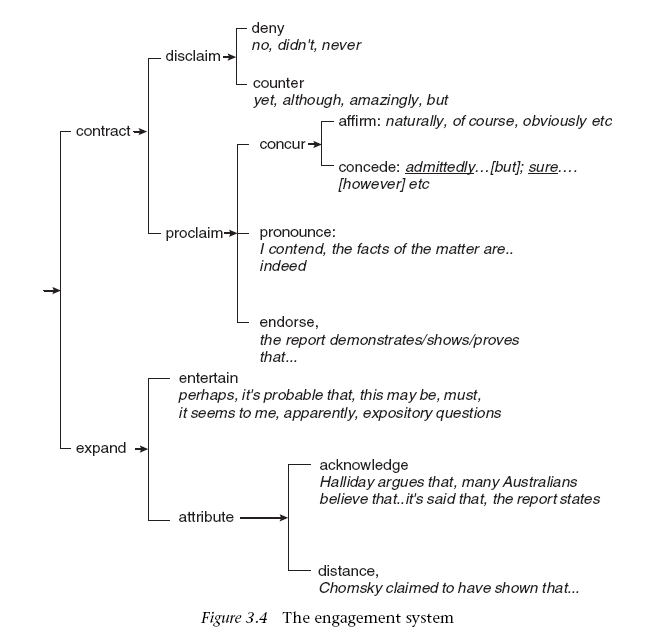 deny
no, didn't, never
disclaim
counter
yet, although, amazingly, but
contract
affirm: naturally, of course, obviously etc
concur
concede: admittedly…[but]; sure….
[however] etc
proclaim
pronounce:
I contend, the facts of the matter are..
indeed
endorse,
the report demonstrates/shows/proves
that...
entertain
perhaps, it's probable that, this may be, must,
it seems to me, apparently, expository questions
expand
acknowledge
Halliday argues that, many Australians
believe that..it's said that, the report states
attribute
distance,
Chomsky claimed to have shown that...
Figure 3.4 The engagement system